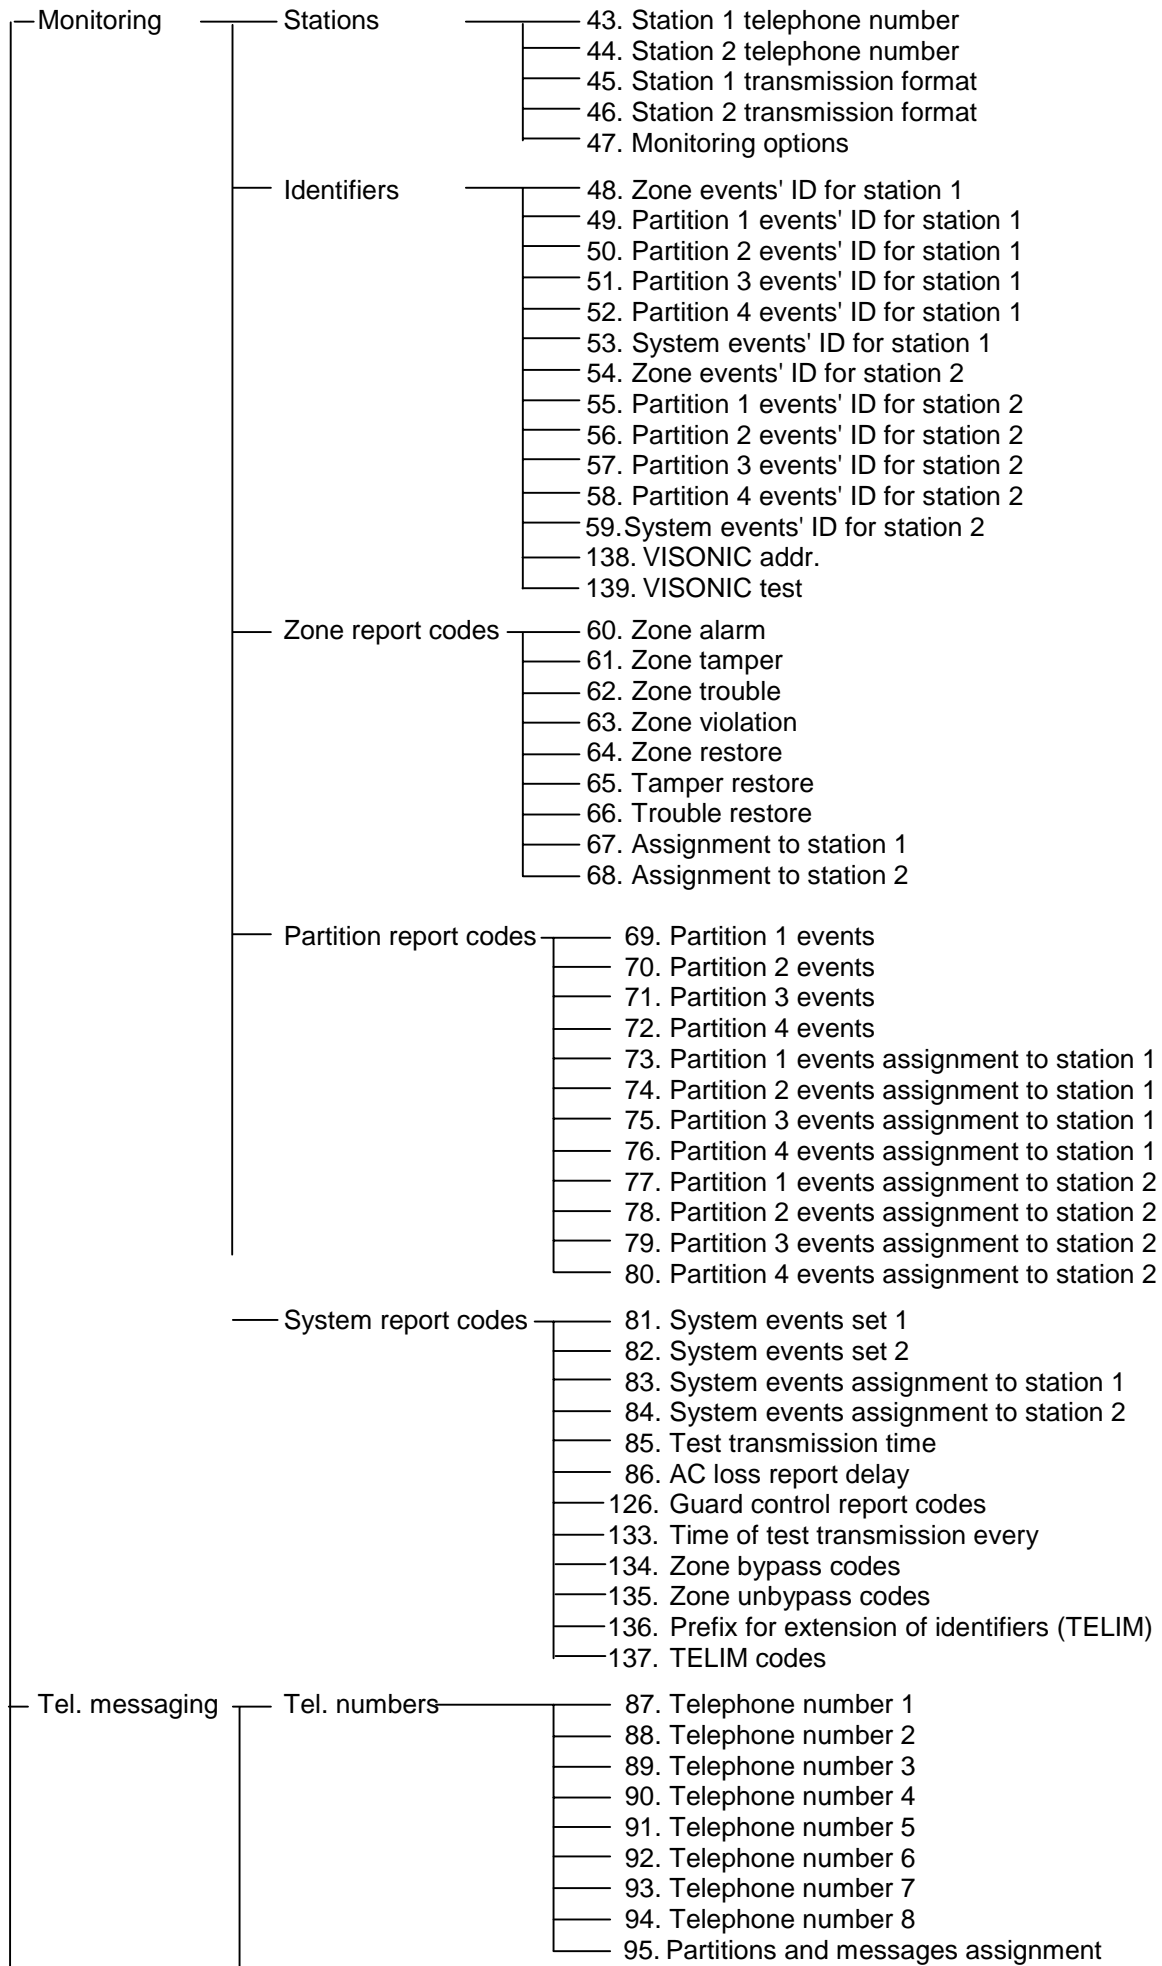 Monitoring Stations 43. Station 1 telephone number
44. Station 2 telephone number
45. Station 1 transmission format
46. Station 2 transmission format
47. Monitoring options
Identifiers 48. Zone events' ID for station 1
49. Partition 1 events' ID for station 1
50. Partition 2 events' ID for station 1
51. Partition 3 events' ID for station 1
52. Partition 4 events' ID for station 1
53. System events' ID for station 1
54. Zone events' ID for station 2
55. Partition 1 events' ID for station 2
56. Partition 2 events' ID for station 2
57. Partition 3 events' ID for station 2
58. Partition 4 events' ID for station 2
59.System events' ID for station 2
138. VISONIC addr.
139. VISONIC test
Zone report codes 60. Zone alarm
61. Zone tamper
62. Zone trouble
63. Zone violation
64. Zone restore
65. Tamper restore
66. Trouble restore
67. Assignment to station 1
68. Assignment to station 2
Partition report codes 69. Partition 1 events
70. Partition 2 events
71. Partition 3 events
72. Partition 4 events
73. Partition 1 events assignment to station 1
74. Partition 2 events assignment to station 1
75. Partition 3 events assignment to station 1
76. Partition 4 events assignment to station 1
77. Partition 1 events assignment to station 2
78. Partition 2 events assignment to station 2
79. Partition 3 events assignment to station 2
80. Partition 4 events assignment to station 2
System report codes 81. System events set 1
82. System events set 2
83. System events assignment to station 1
84. System events assignment to station 2
85. Test transmission time
86. AC loss report delay
126. Guard control report codes
133. Time of test transmission every
134. Zone bypass codes
135. Zone unbypass codes
136. Prefix for extension of identifiers (TELIM)
137. TELIM codes
Tel. messaging Tel. numbers 87. Telephone number 1
88. Telephone number 2
89. Telephone number 3
90. Telephone number 4
91. Telephone number 5
92. Telephone number 6
93. Telephone number 7
94. Telephone number 8
95. Partitions and messages assignment